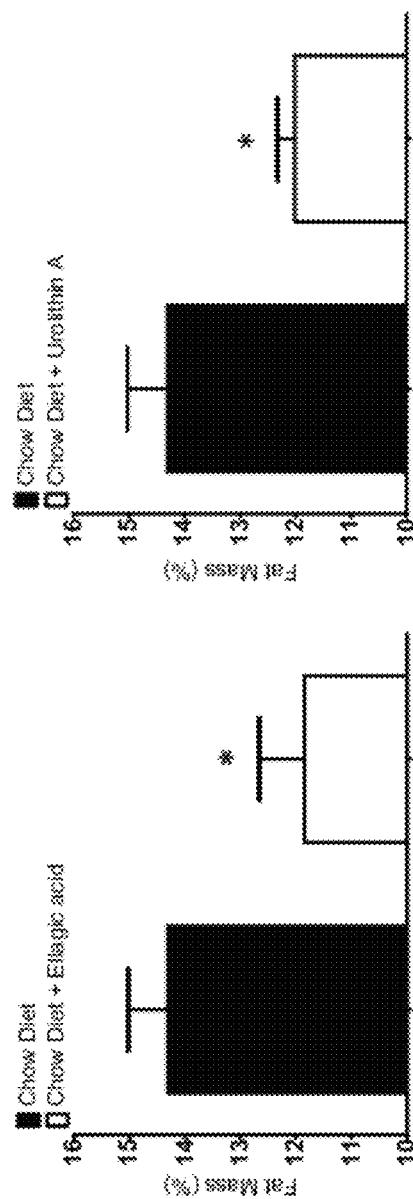 Chow Diet
Chow Diet + Ellagic acid
Fat Mass (%)
16
15
14
13
12
11
10
*
Chow Diet
Chow Diet + Urolithin A
Fat Mass (%)
16
15
14
13
12
11
10
*